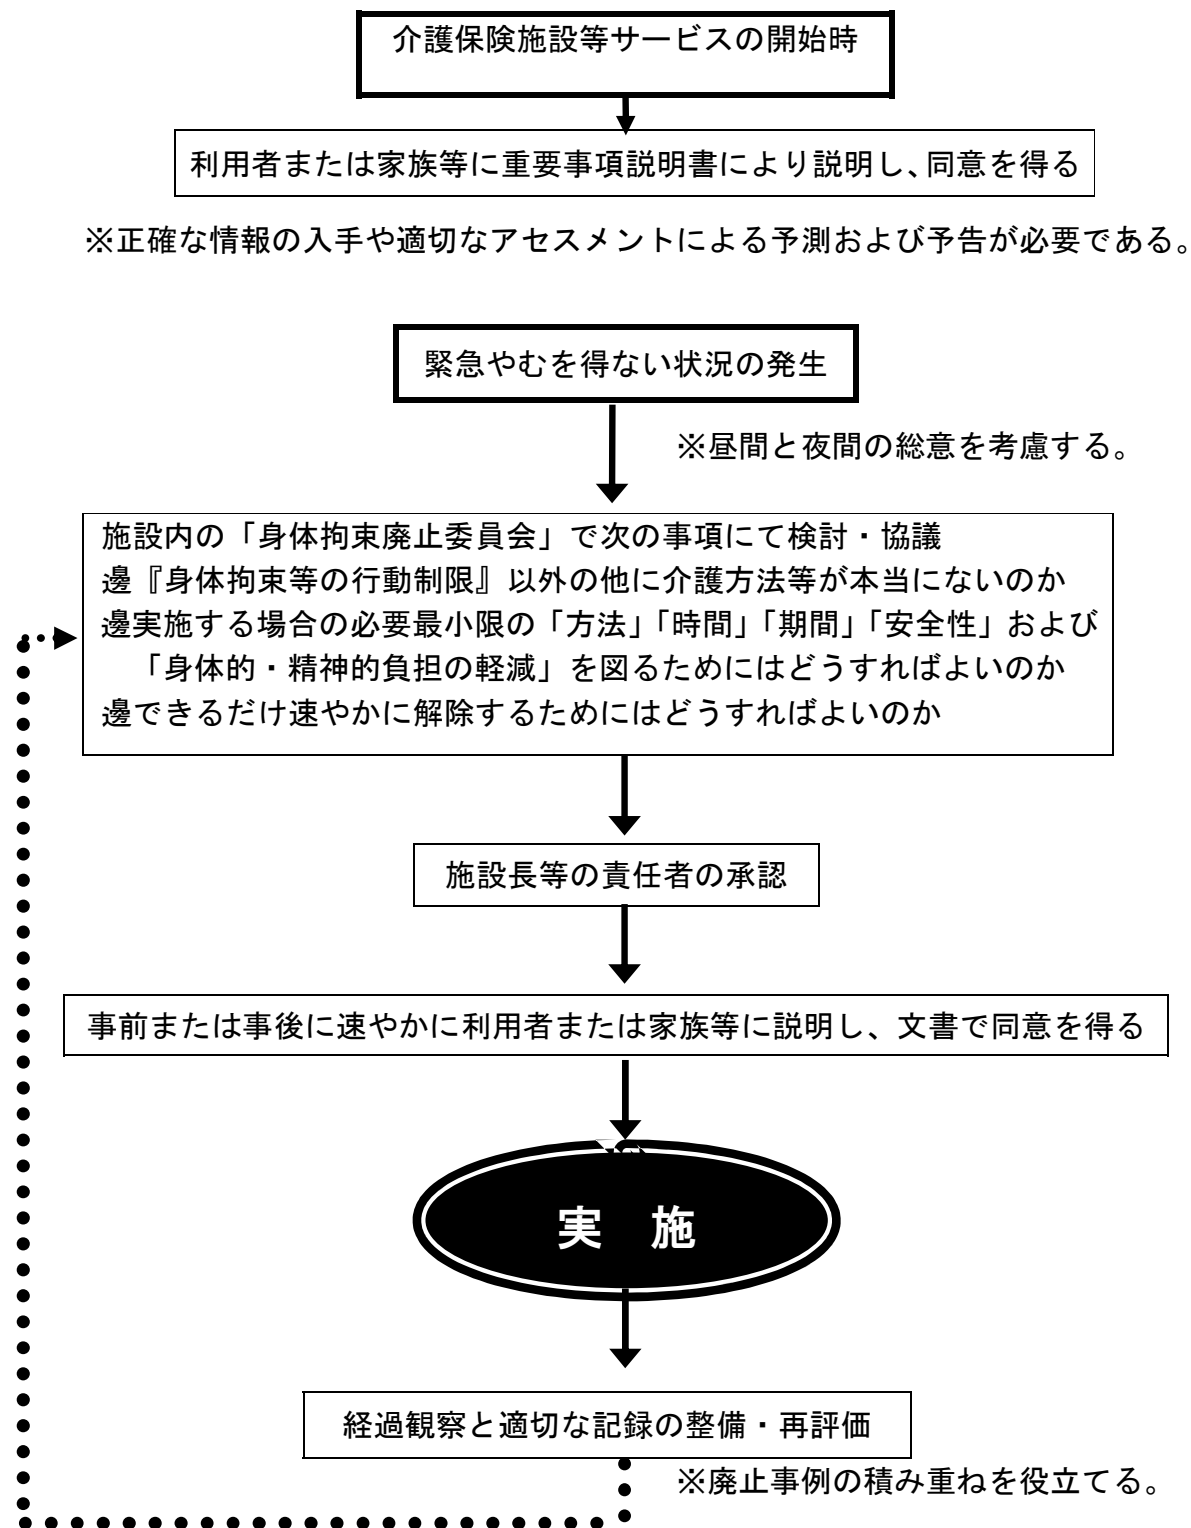 介護保険施設等サービスの開始時
利用者または家族等に重要事項説明書により説明し、同意を得る
※正確な情報の入手や適切なアセスメントによる予測および予告が必要である。
緊急やむを得ない状況の発生
※昼間と夜間の総意を考慮する。
施設内の「身体拘束廃止委員会」で次の事項にて検討・協議
邊『身体拘束等の行動制限』以外の他に介護方法等が本当にないのか
邊実施する場合の必要最小限の「方法」「時間」「期間」「安全性」および
「身体的・精神的負担の軽減」を図るためにはどうすればよいのか
邊できるだけ速やかに解除するためにはどうすればよいのか
施設長等の責任者の承認
事前または事後に速やかに利用者または家族等に説明し、文書で同意を得る
実　施
経過観察と適切な記録の整備・再評価
※廃止事例の積み重ねを役立てる。